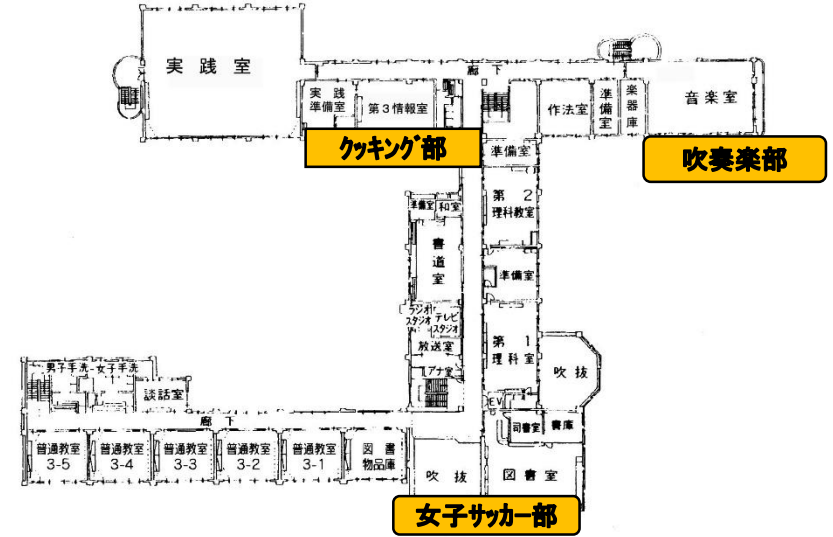 実践室
廊下
実践
準備室
第3情報室
作法室
準備室
楽器庫
音楽室
クッキング部
吹奏楽部
準備室
準備室
和室
第2
理科教室
書道室
準備室
ラジオ
スタジオ
テレビ
スタジオ
放送室
第1
理科室
アナ室
吹抜
男子手洗
女子手洗
談話室
EV
司書室
書庫
廊下
普通教室
3-5
普通教室
3-4
普通教室
3-3
普通教室
3-2
普通教室
3-1
図書
物品庫
吹抜
図書室
女子サッカー部